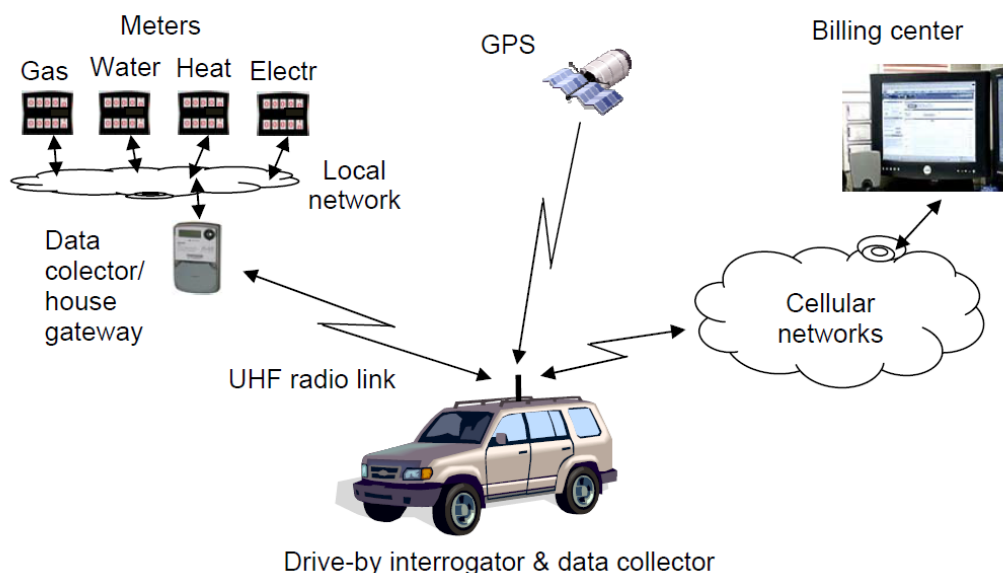 Meters
Gas Water Heat Electr
GPS
Billing center
Local
network
Data
colector/
house
gateway
Cellular
networks
UHF radio link
Drive-by interrogator & data collector